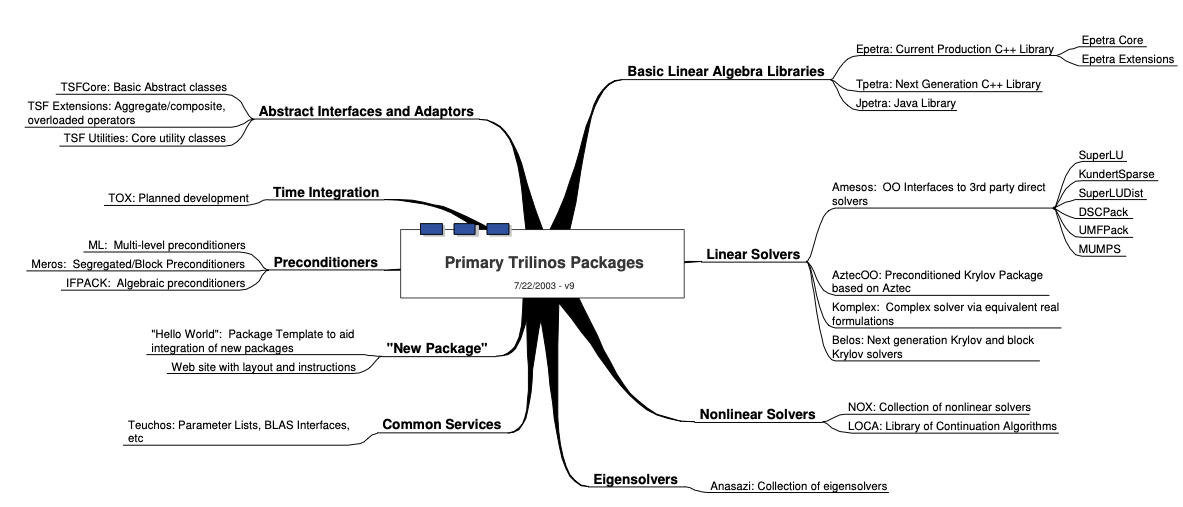 Primary Trilinos Packages
7/22/2003 - v9
Basic Linear Algebra Libraries
Epetra: Current Production C++ Library
Epetra Core
Epetra Extensions
Tpetra: Next Generation C++ Library
Jpetra: Java Library
Linear Solvers
Amesos:  OO Interfaces to 3rd party direct
solvers
SuperLU
KundertSparse
SuperLUDist
DSCPack
UMFPack
MUMPS
AztecOO: Preconditioned Krylov Package
based on Aztec
Komplex:  Complex solver via equivalent real
formulations
Belos: Next generation Krylov and block
Krylov solvers
Nonlinear Solvers
NOX: Collection of nonlinear solvers
LOCA: Library of Continuation Algorithms
Eigensolvers
Anasazi: Collection of eigensolvers
Abstract Interfaces and Adaptors
TSFCore: Basic Abstract classes
TSF Extensions: Aggregate/composite,
overloaded operators
TSF Utilities: Core utility classes
Time Integration
TOX: Planned development
Preconditioners
ML:  Multi-level preconditioners
Meros:  Segregated/Block Preconditioners
IFPACK:  Algebraic preconditioners
"New Package"
"Hello World":  Package Template to aid
integration of new packages
Web site with layout and instructions
Common Services
Teuchos: Parameter Lists, BLAS Interfaces,
etc